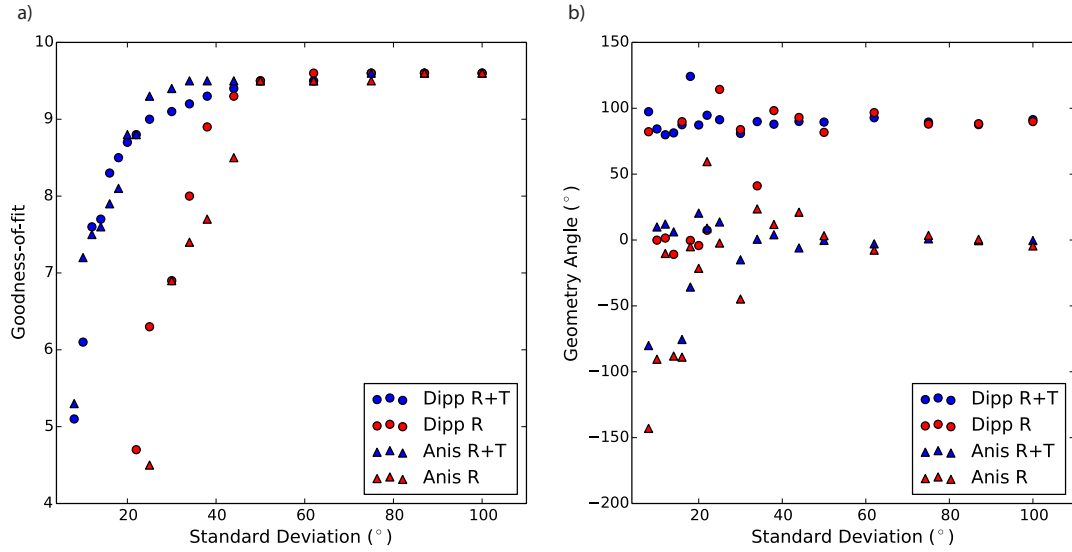 a)
10
9
8
7
6
5
4
Goodness-of-fit
20
40
60
80
100
Standard Deviation (°)
Dipp R+T
Dipp R
Anis R+T
Anis R
b)
150
100
50
0
−50
−100
−150
−200
Geometry Angle (°)
20
40
60
80
100
Standard Deviation (°)
Dipp R+T
Dipp R
Anis R+T
Anis R